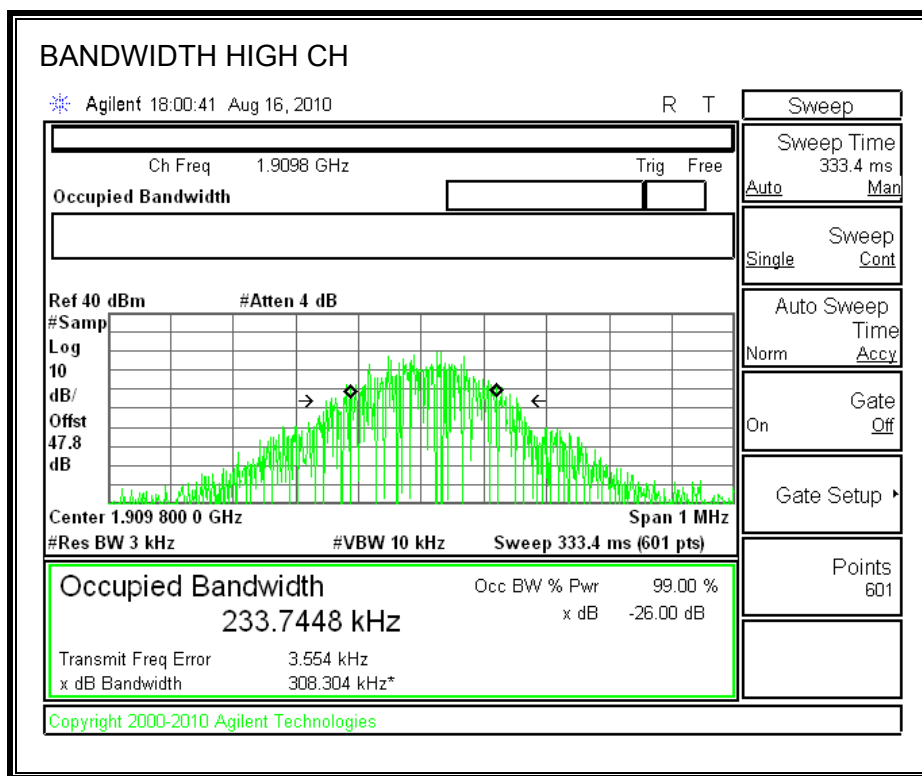 BANDWIDTH HIGH CH
Agilent 18:00:41 Aug 16, 2010 R T
Ch Freq 1.9098 GHz Trig Free
Occupied Bandwidth
Ref 40 dBm #Atten 4 dB
#Samp
Log
10
dB/
Offst
47.8
dB
Center 1.909 800 0 GHz Span 1 MHz
#Res BW 3 kHz #VBW 10 kHz Sweep 333.4 ms (601 pts)
Occupied Bandwidth Occ BW % Pwr 99.00 %
233.7448 kHz x dB -26.00 dB
Transmit Freq Error 3.554 kHz
x dB Bandwidth 308.304 kHz*
Copyright 2000-2010 Agilent Technologies
Sweep
Sweep Time
333.4 ms
Auto Man
Sweep
Single Cont
Auto Sweep
Time
Norm Accy
Gate
On Off
Gate Setup
Points
601